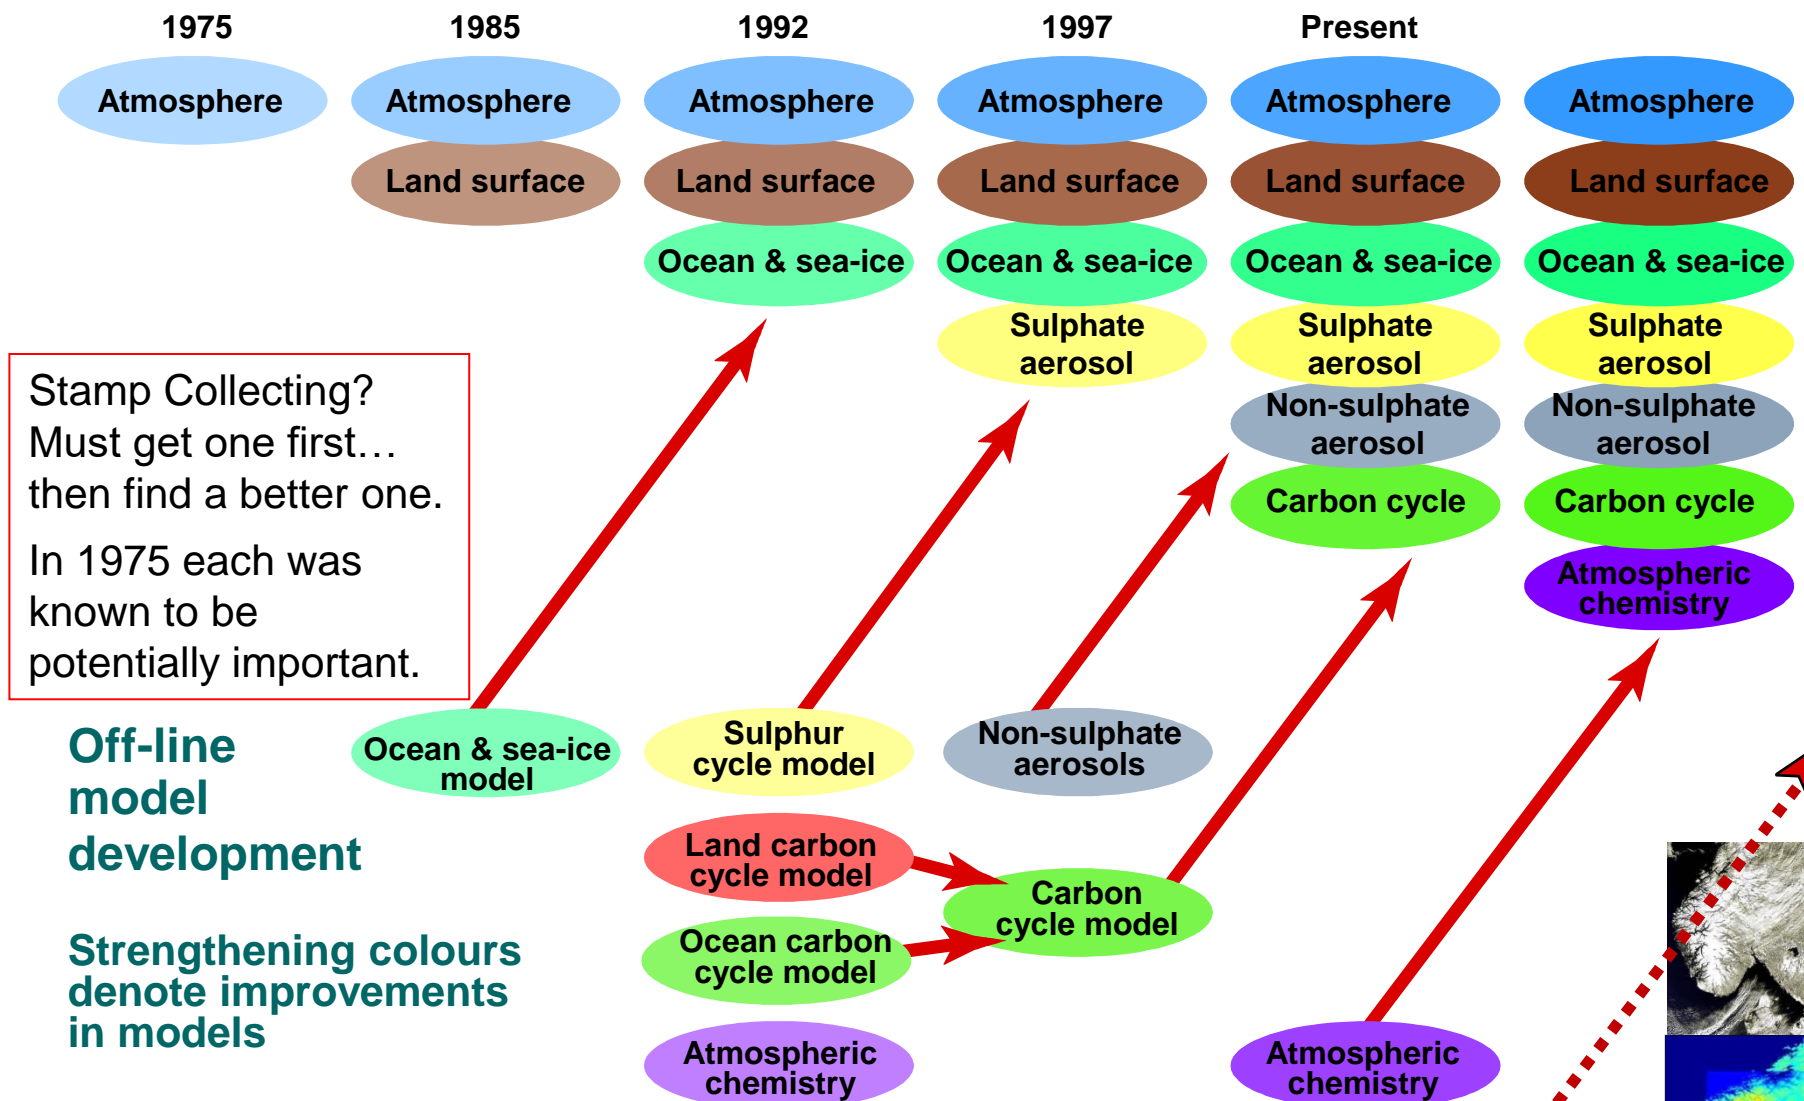 1975 1985 1992 1997 Present
Atmosphere Atmosphere Atmosphere Atmosphere Atmosphere Atmosphere
Land surface Land surface Land surface Land surface Land surface
Ocean & sea-ice Ocean & sea-ice Ocean & sea-ice Ocean & sea-ice
Sulphate Sulphate Sulphate
aerosol aerosol aerosol
Non-sulphate Non-sulphate
aerosol aerosol
Carbon cycle Carbon cycle
Atmospheric
chemistry
Stamp Collecting?
Must get one first…
then find a better one.
In 1975 each was
known to be
potentially important.
Off-line
model
development
Ocean & sea-ice
model
Sulphur
cycle model
Non-sulphate
aerosols
Land carbon
cycle model
Carbon
cycle model
Ocean carbon
cycle model
Strengthening colours
denote improvements
in models
Atmospheric
chemistry
Atmospheric
chemistry